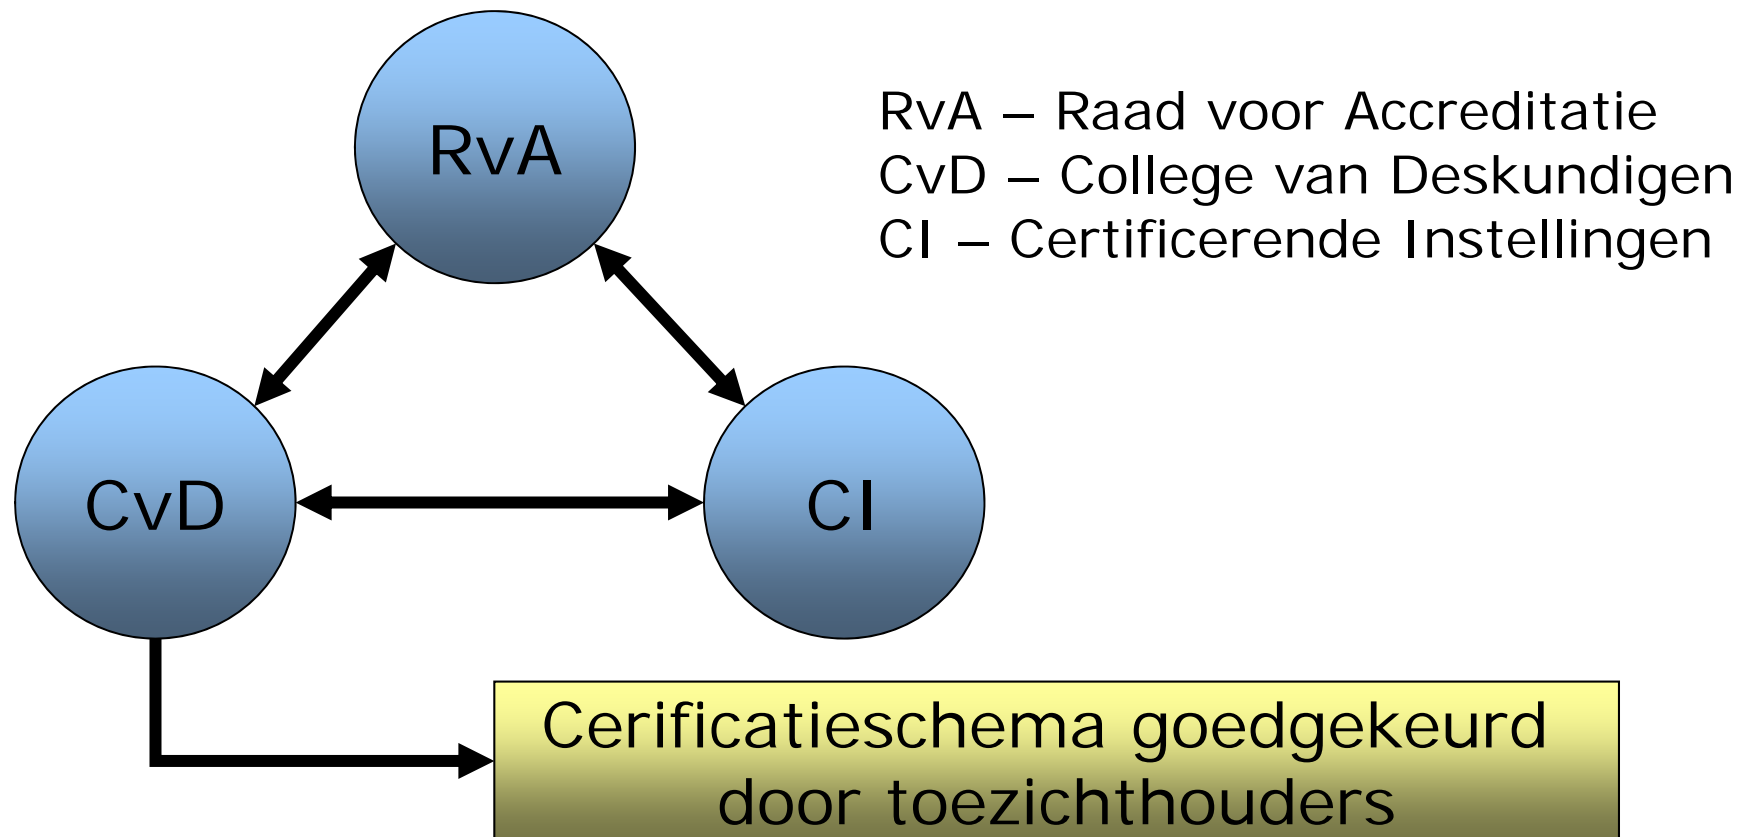 RvA
RvA – Raad voor Accreditatie
CvD – College van Deskundigen
CI – Certificerende Instellingen
CvD
CI
Cerificatieschema goedgekeurd
door toezichthouders